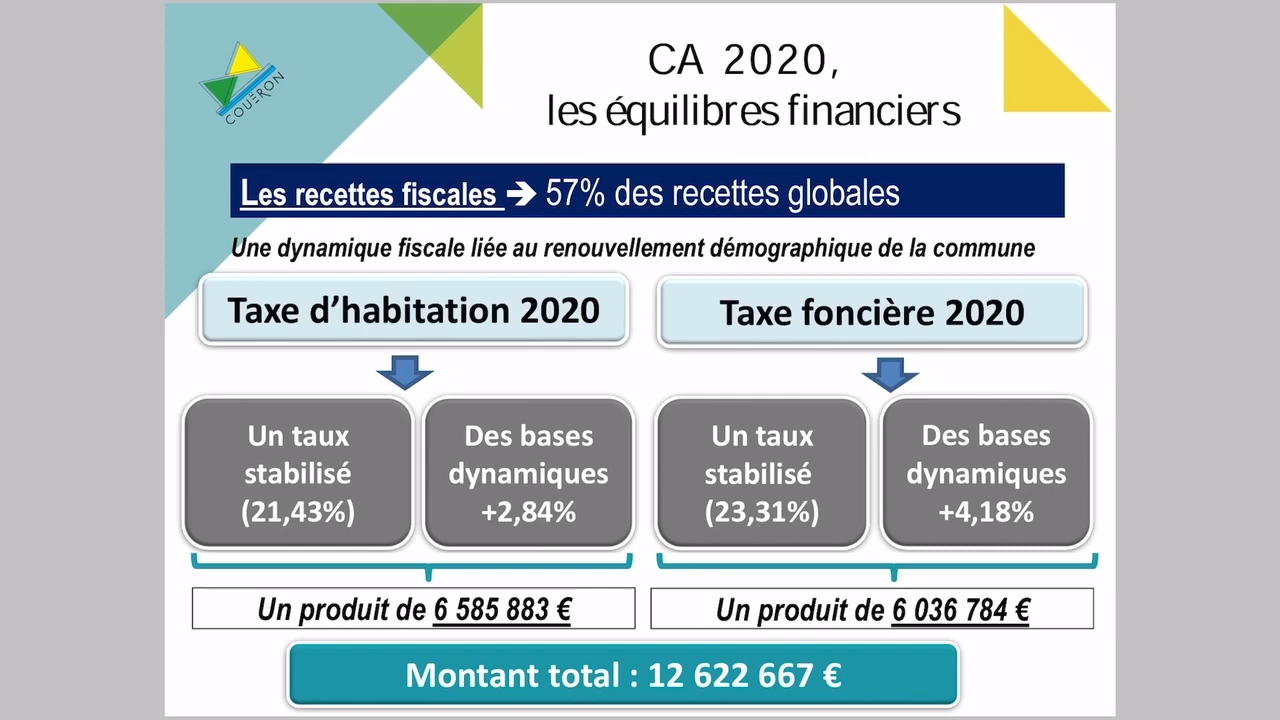 COUËRON
CA 2020,
les équilibres financiers
Les recettes fiscales ➔ 57% des recettes globales
Une dynamique fiscale liée au renouvellement démographique de la commune
Taxe d'habitation 2020
Taxe foncière 2020
Un taux
stabilisé
(21,43%)
Des bases
dynamiques
+2,84%
Un taux
stabilisé
(23,31%)
Des bases
dynamiques
+4,18%
Un produit de 6 585 883 €
Un produit de 6 036 784 €
Montant total : 12 622 667 €